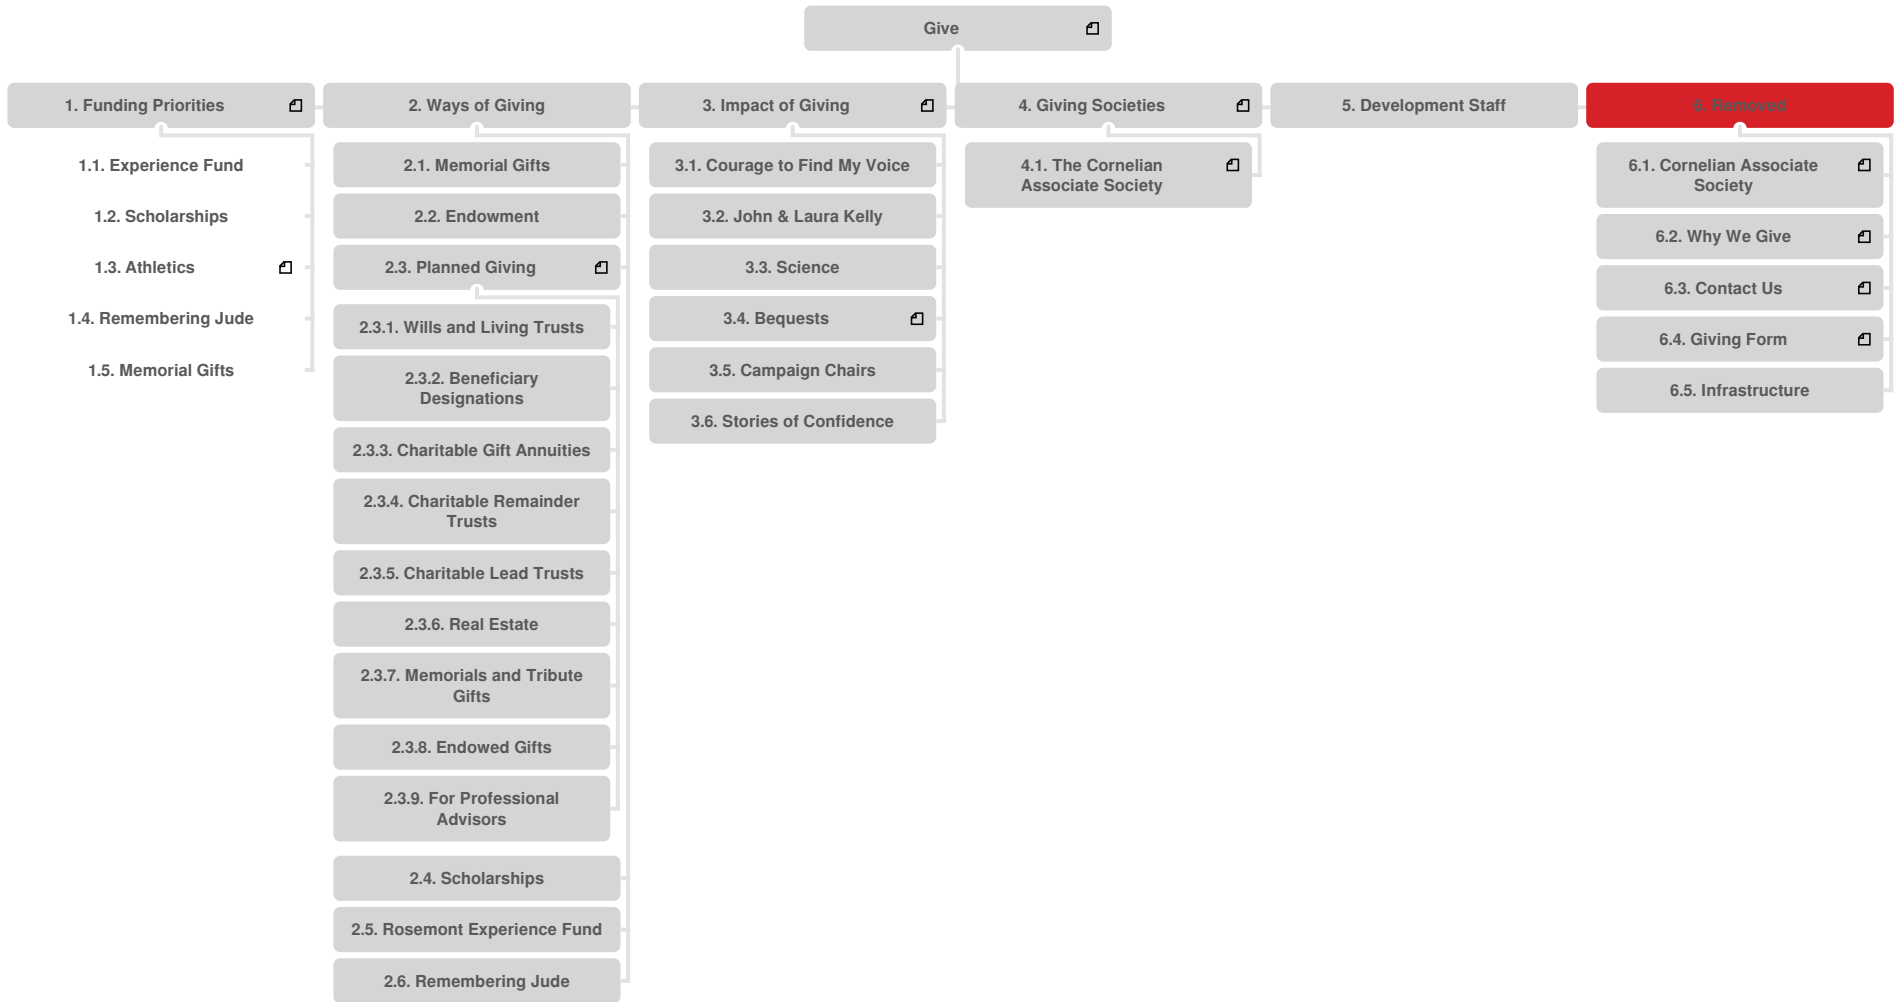 Give
1. Funding Priorities
1.1. Experience Fund
1.2. Scholarships
1.3. Athletics
1.4. Remembering Jude
1.5. Memorial Gifts
2. Ways of Giving
2.1. Memorial Gifts
2.2. Endowment
2.3. Planned Giving
2.3.1. Wills and Living Trusts
2.3.2. Beneficiary
Designations
2.3.3. Charitable Gift Annuities
2.3.4. Charitable Remainder
Trusts
2.3.5. Charitable Lead Trusts
2.3.6. Real Estate
2.3.7. Memorials and Tribute
Gifts
2.3.8. Endowed Gifts
2.3.9. For Professional
Advisors
2.4. Scholarships
2.5. Rosemont Experience Fund
2.6. Remembering Jude
3. Impact of Giving
3.1. Courage to Find My Voice
3.2. John & Laura Kelly
3.3. Science
3.4. Bequests
3.5. Campaign Chairs
3.6. Stories of Confidence
4. Giving Societies
4.1. The Cornelian
Associate Society
5. Development Staff
6. Removed
6.1. Cornelian Associate
Society
6.2. Why We Give
6.3. Contact Us
6.4. Giving Form
6.5. Infrastructure